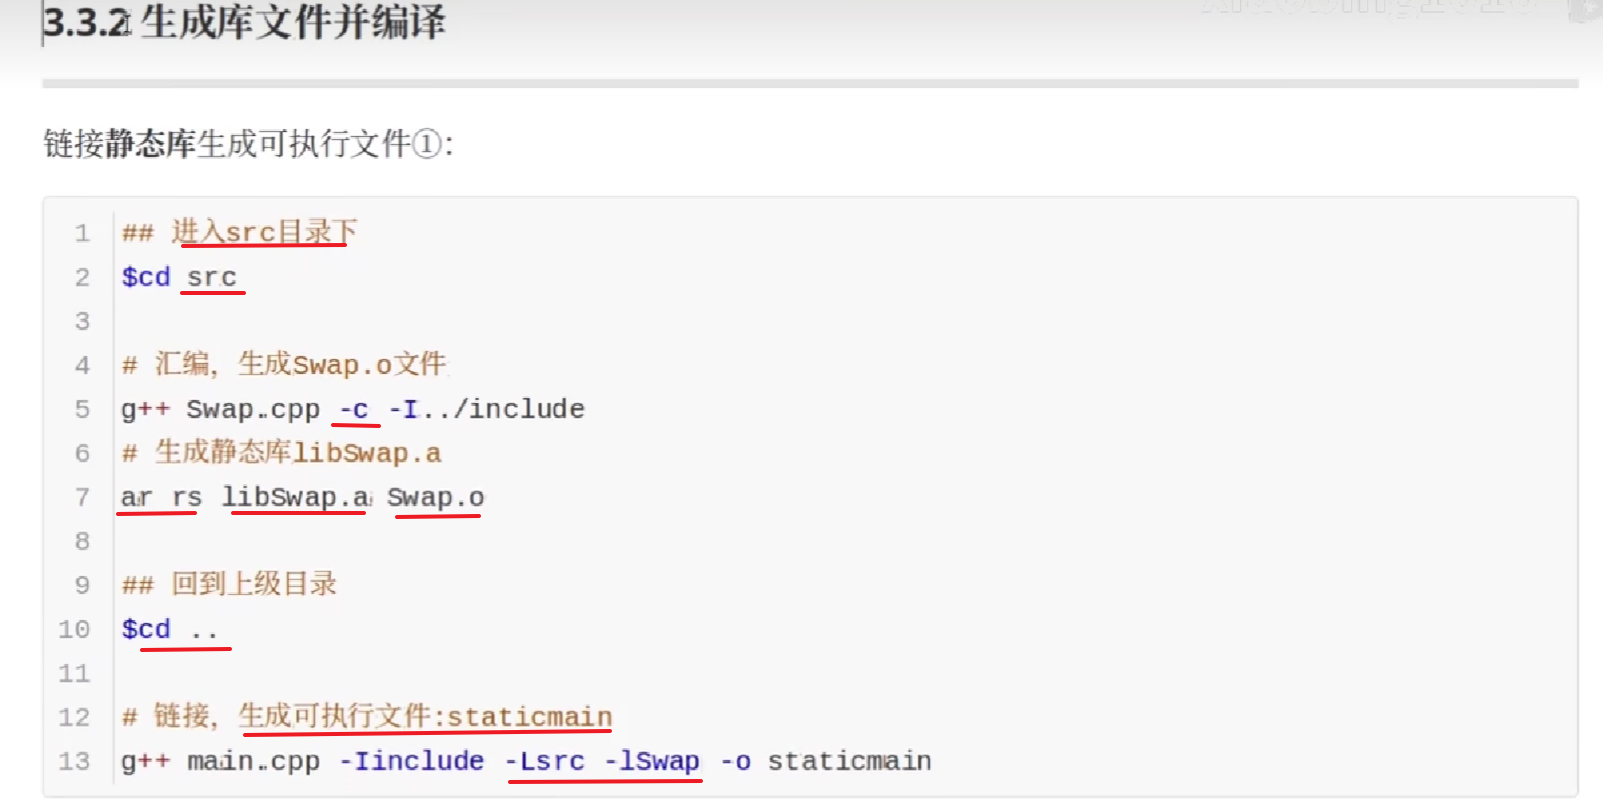 3.3.2 生成库文件并编译
链接静态库生成可执行文件①:
1 ## 进入src目录下
2 $cd src
3
4 # 汇编, 生成Swap.o文件
5 g++ Swap.cpp -c -I../include
6 # 生成静态库libSwap.a
7 ar rs libSwap.a Swap.o
8
9 ## 回到上级目录
10 $cd ..
11
12 # 链接, 生成可执行文件:staticmain
13 g++ main.cpp -Iinclude -Lsrc -lSwap -o staticmain